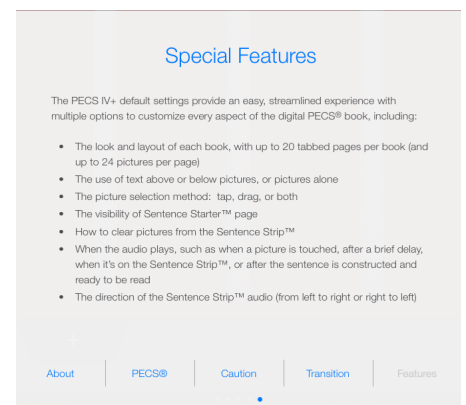 Special Features
The PECS IV+ default settings provide an easy, streamlined experience with
multiple options to customize every aspect of the digital PECS® book, including:
• The look and layout of each book, with up to 20 tabbed pages per book (and
up to 24 pictures per page)
• The use of text above or below pictures, or pictures alone
• The picture selection method: tap, drag, or both
• The visibility of Sentence Starter™ page
• How to clear pictures from the Sentence Strip™
• When the audio plays, such as when a picture is touched, after a brief delay,
when it's on the Sentence Strip™, or after the sentence is constructed and
ready to be read
• The direction of the Sentence Strip™ audio (from left to right or right to left)
About PECS® Caution Transition Features